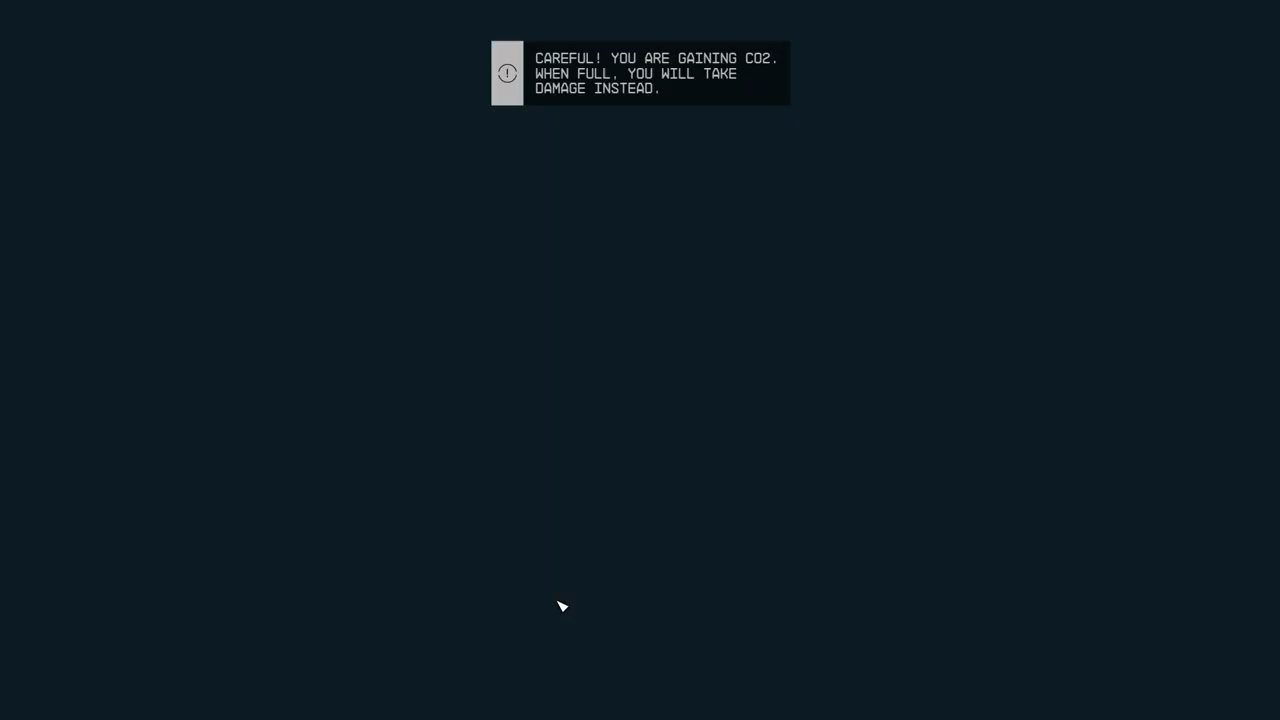 CAREFUL! YOU ARE GAINING CO2.
WHEN FULL, YOU WILL TAKE
DAMAGE INSTEAD.